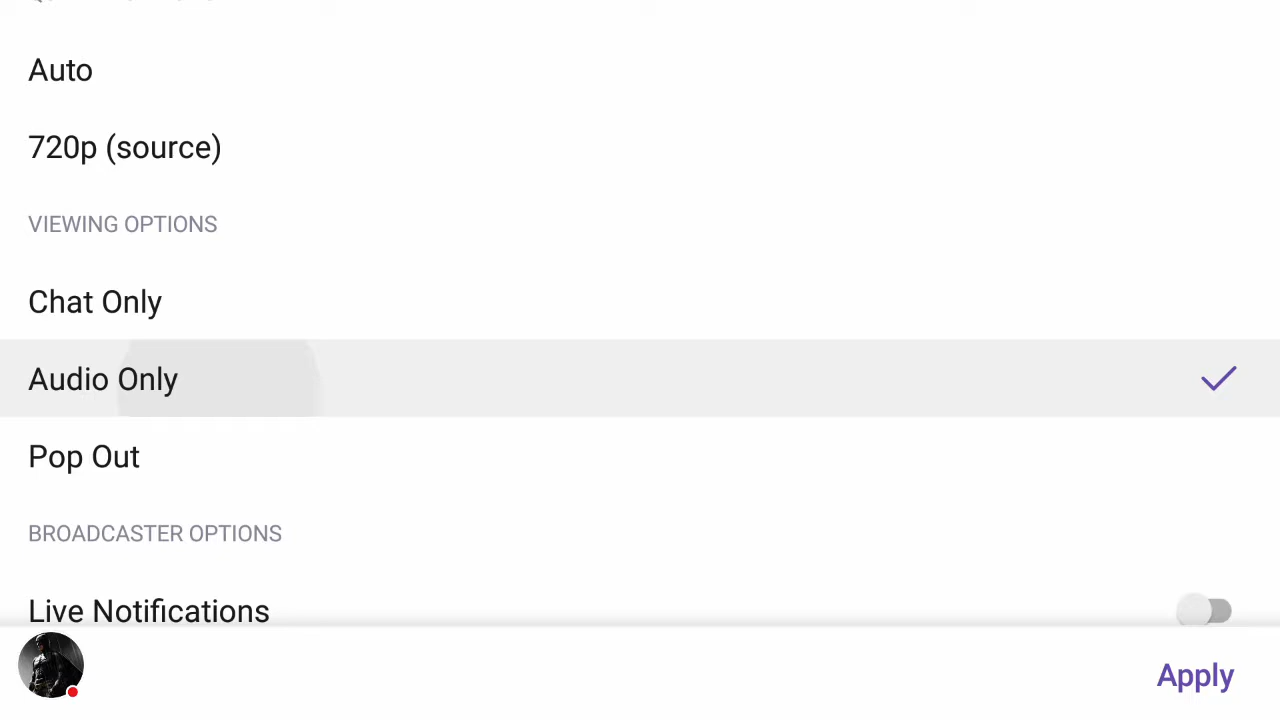 Auto
720p (source)
VIEWING OPTIONS
Chat Only
Audio Only
Pop Out
BROADCASTER OPTIONS
Live Notifications
Apply